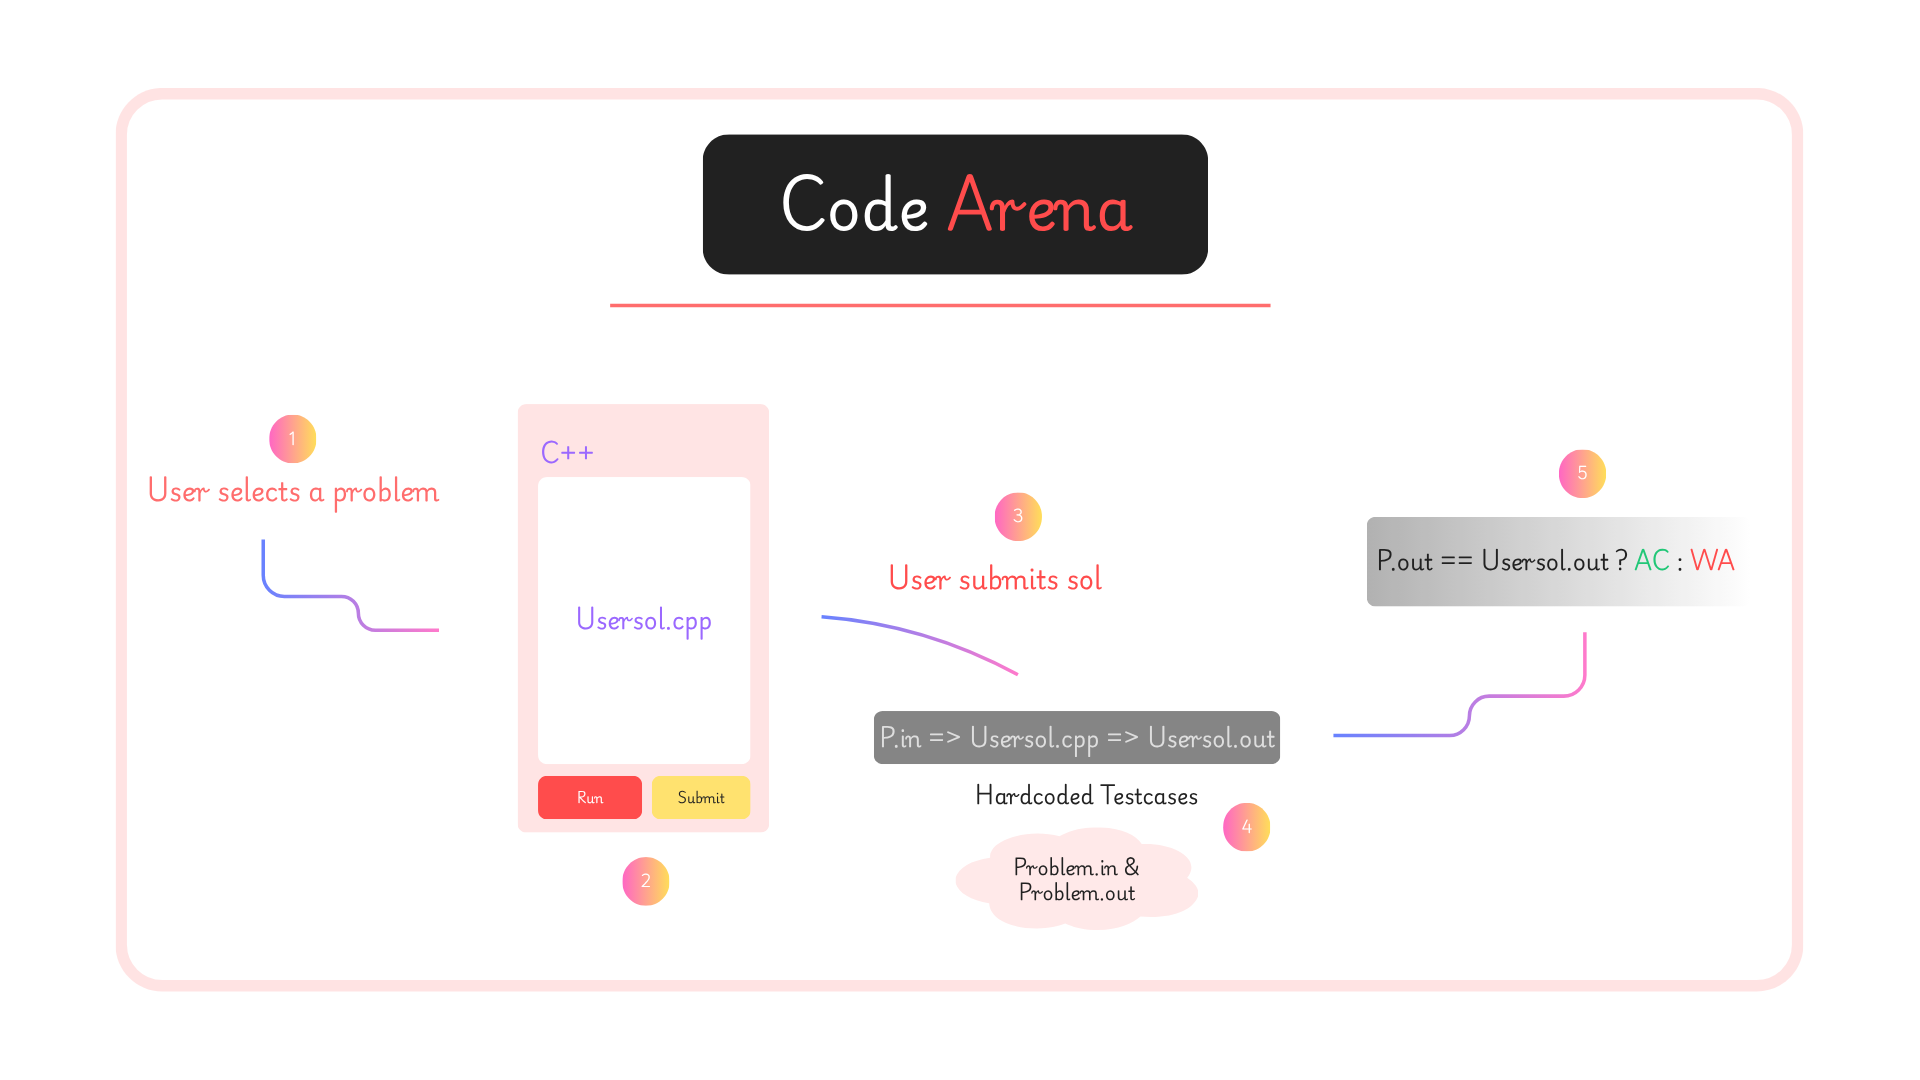 Code Arena
1
User selects a problem
C++
Usersol.cpp
Run
Submit
2
3
User submits sol
P.in => Usersol.cpp => Usersol.out
Hardcoded Testcases
4
Problem.in &
Problem.out
5
P.out == Usersol.out ? AC : WA